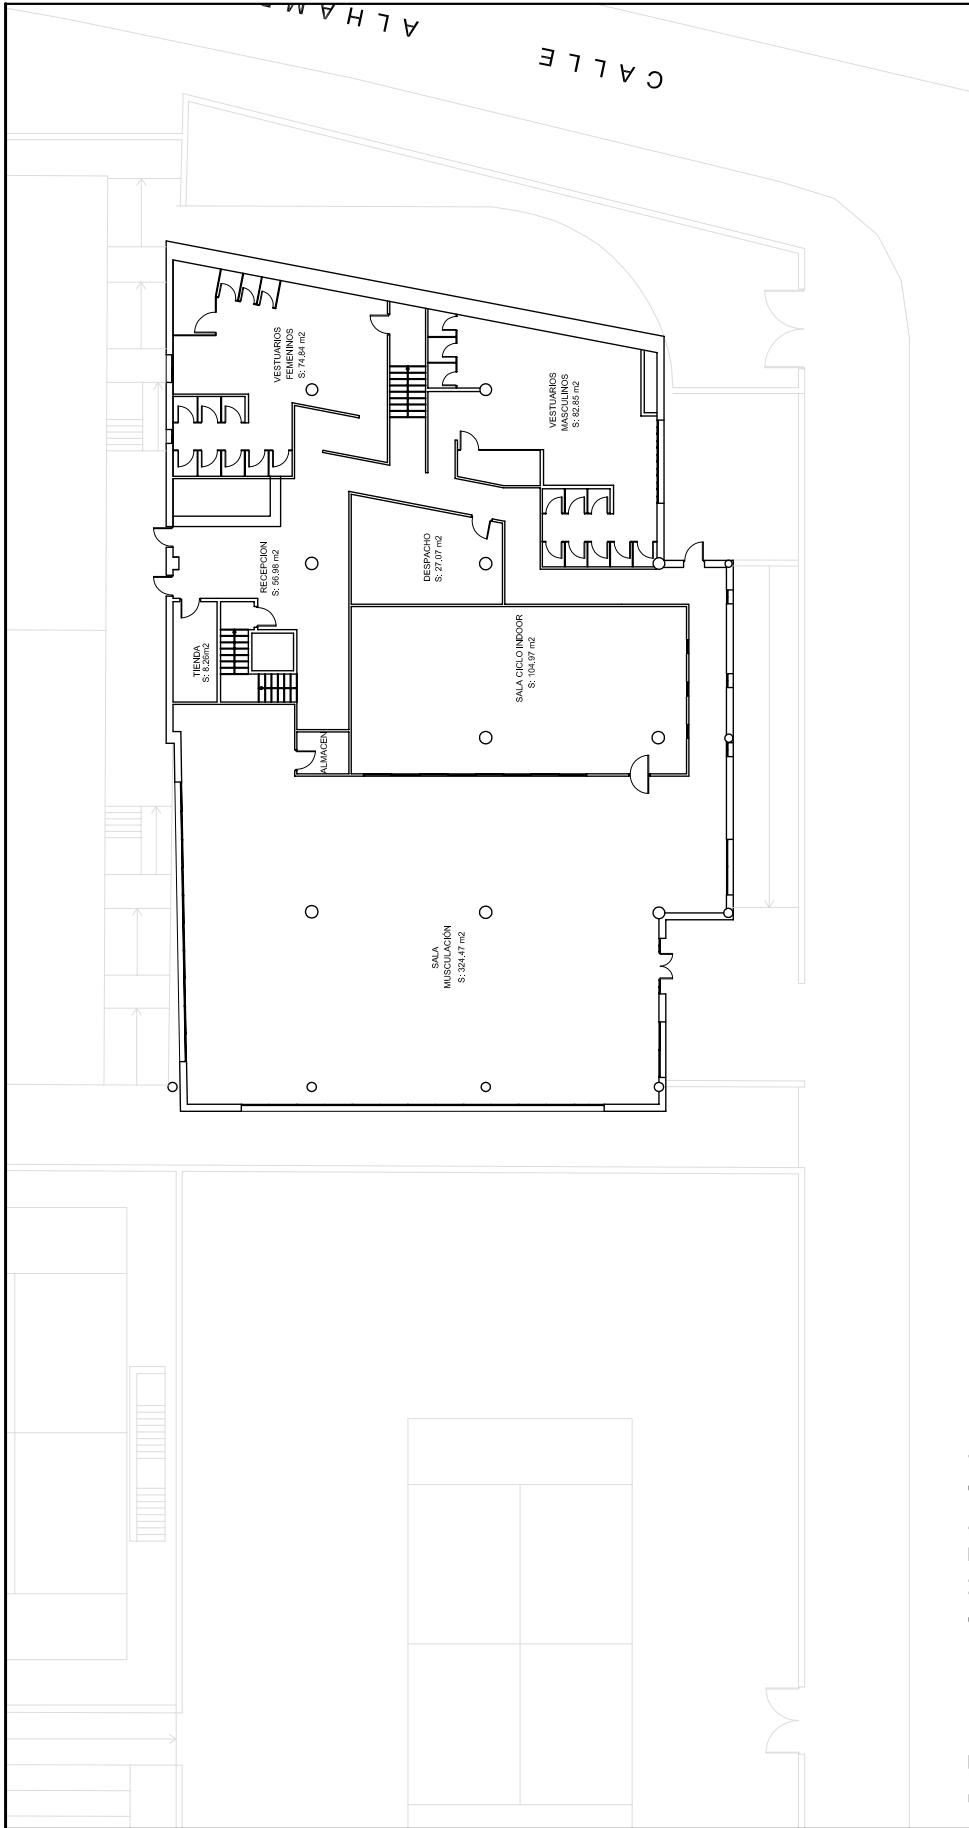 CALLE
VESTUARIOS
FEMENINOS
S: 74.84 m2
VESTUARIOS
MASCULINOS
S: 82.85 m2
RECEPCION
S: 56.98 m2
DESPACHO
S: 27.07 m2
TIENDA
S: 8.26m2
SALA CICLO INDOOR
S: 104.97 m2
ALMACEN
SALA
MUSCULACIÓN
S: 324.47 m2